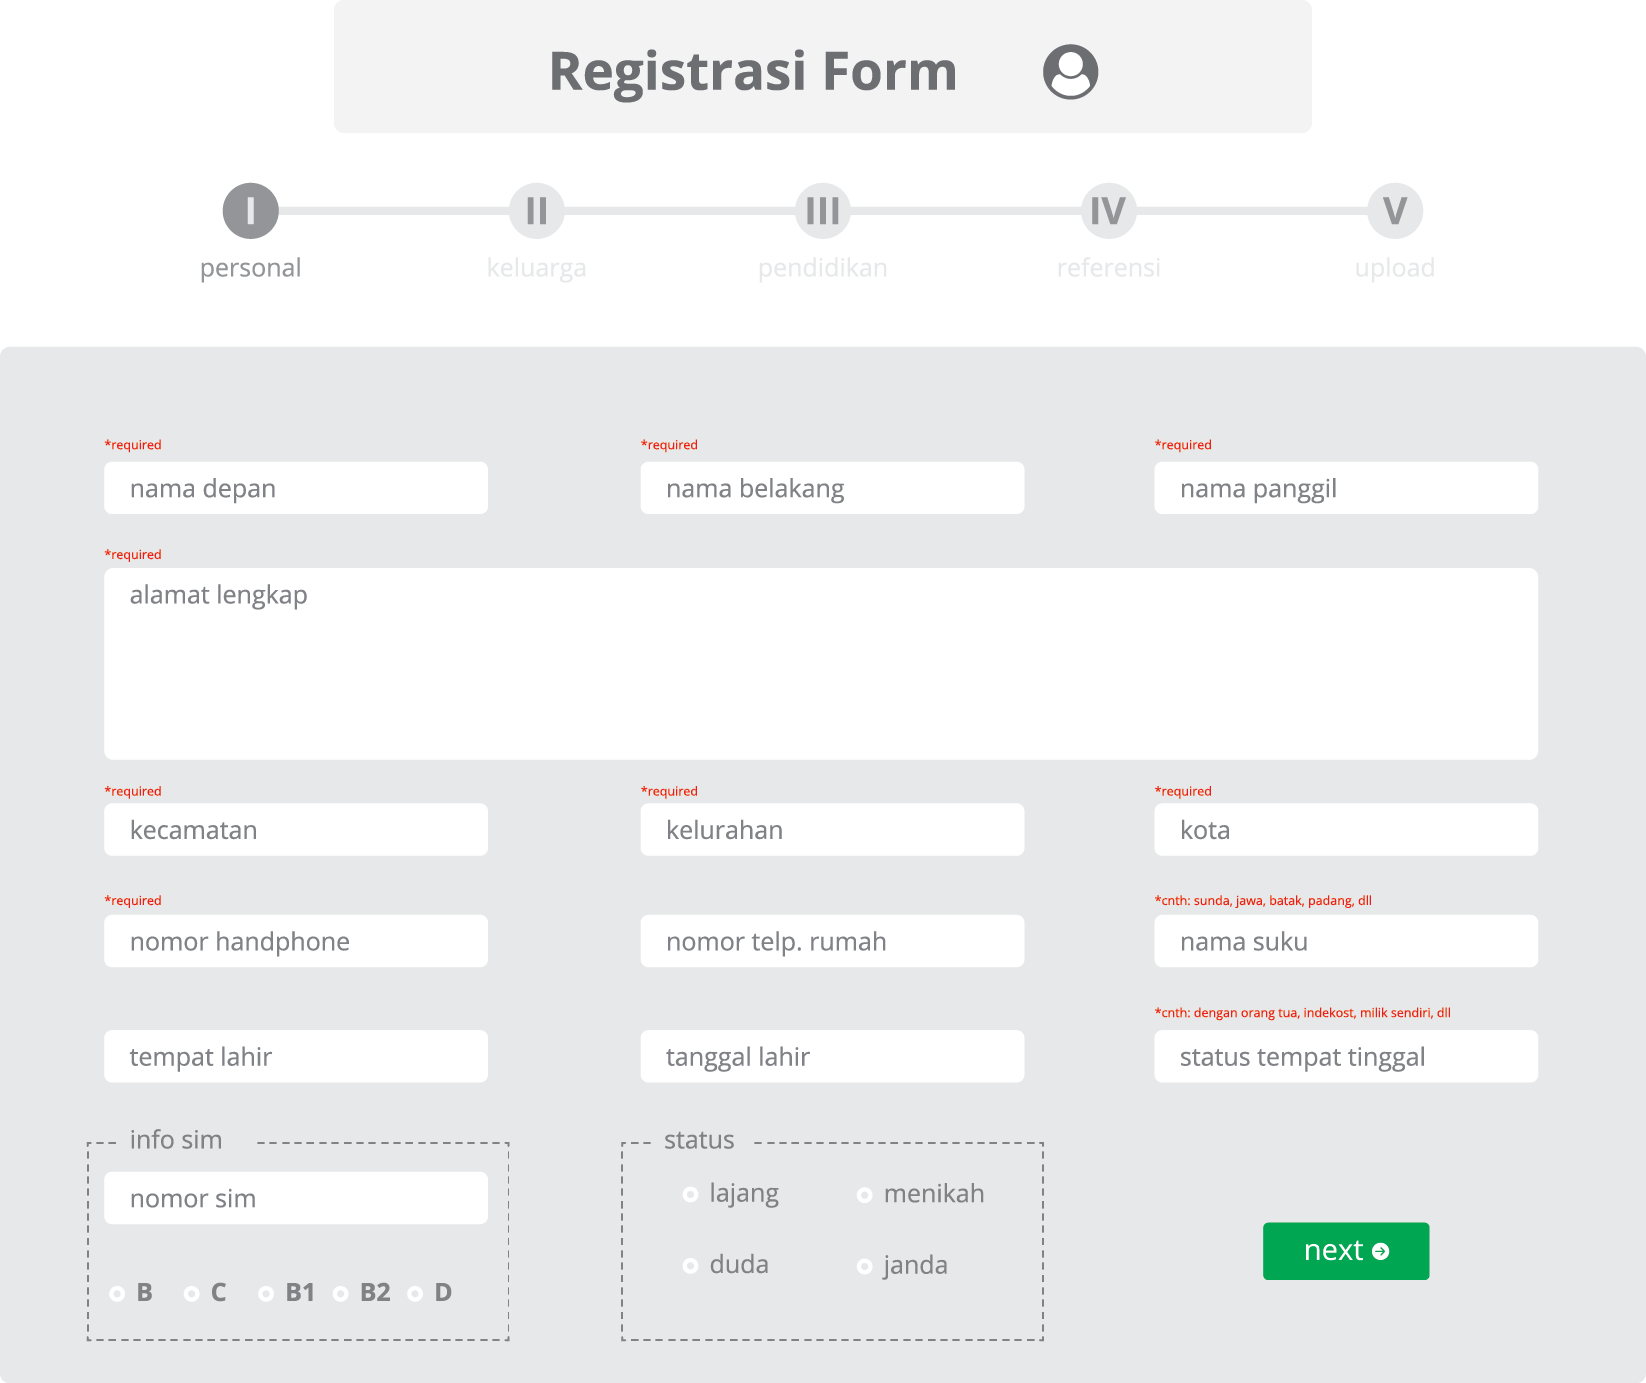 Registrasi Form
I II III IV V
personal keluarga pendidikan referensi upload
*required *required *required
nama depan nama belakang nama panggil
*required
alamat lengkap
*required *required *required
kecamatan kelurahan kota
*required *cnth: sunda, jawa, batak, padang, dll
nomor handphone nomor telp. rumah nama suku
*cnth: dengan orang tua, indekost, milik sendiri, dll
tempat lahir tanggal lahir status tempat tinggal
info sim status
nomor sim lajang menikah
next
duda janda
B C B1 B2 D